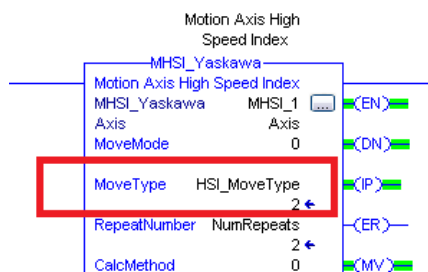 Motion Axis High
Speed Index
MHSI_Yaskawa
Motion Axis High Speed Index
MHSI_Yaskawa MHSI_1 ... (EN)
Axis Axis
MoveMode 0 (DN)
MoveType HSI_MoveType (IP)
2
RepeatNumber NumRepeats (ER)
2
CalcMethod 0 (MV)